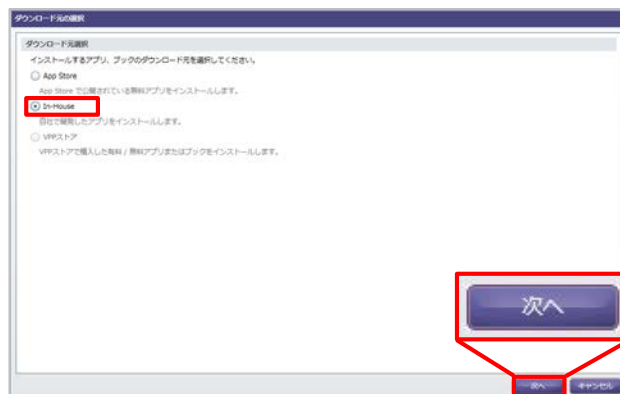 ダウンロード元の選択
ダウンロード元選択
インストールするアプリ、ブックのダウンロード元を選択してください。
App Store
App Store で公開されている無料アプリをインストールします。
In-House
自社で開発したアプリをインストールします。
VPPストア
VPPストアで購入した有料 / 無料アプリまたはブックをインストールします。
次へ
次へ
キャンセル